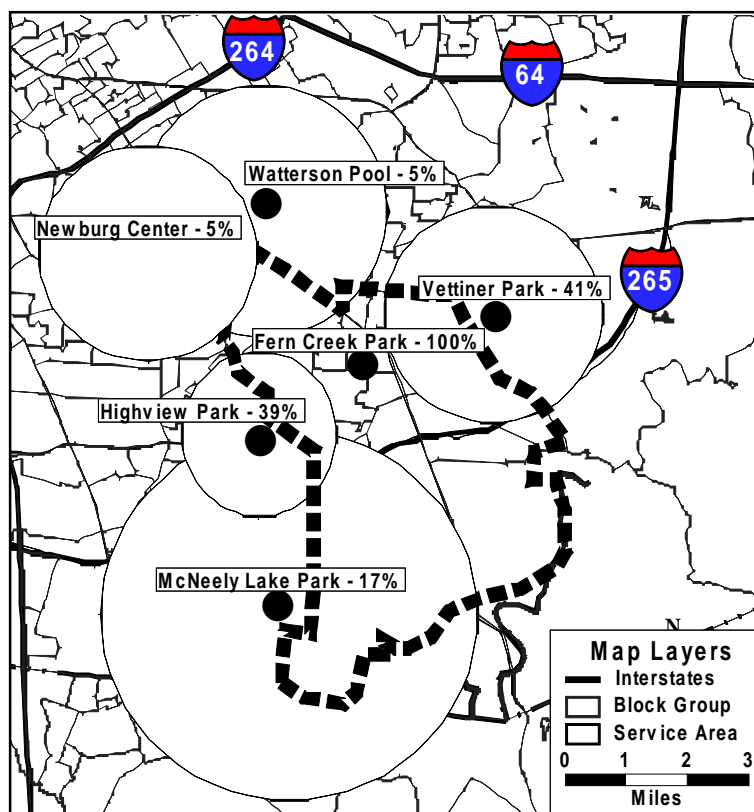 264
64
Watterson Pool - 5%
Newburg Center - 5%
265
Vettiner Park - 41%
Fern Creek Park - 100%
Highview Park - 39%
McNeely Lake Park - 17%
N
Map Layers
Interstates
Block Group
Service Area
0 1 2 3
Miles